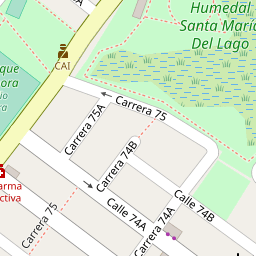 Humedal
Santa María
Del Lago
CAI
que
ora
Carrera 75
Carrera 75A
Carrera 74B
arma
ctiva
Calle 74A
Calle 74B
Carrera 74A
Carrera 75